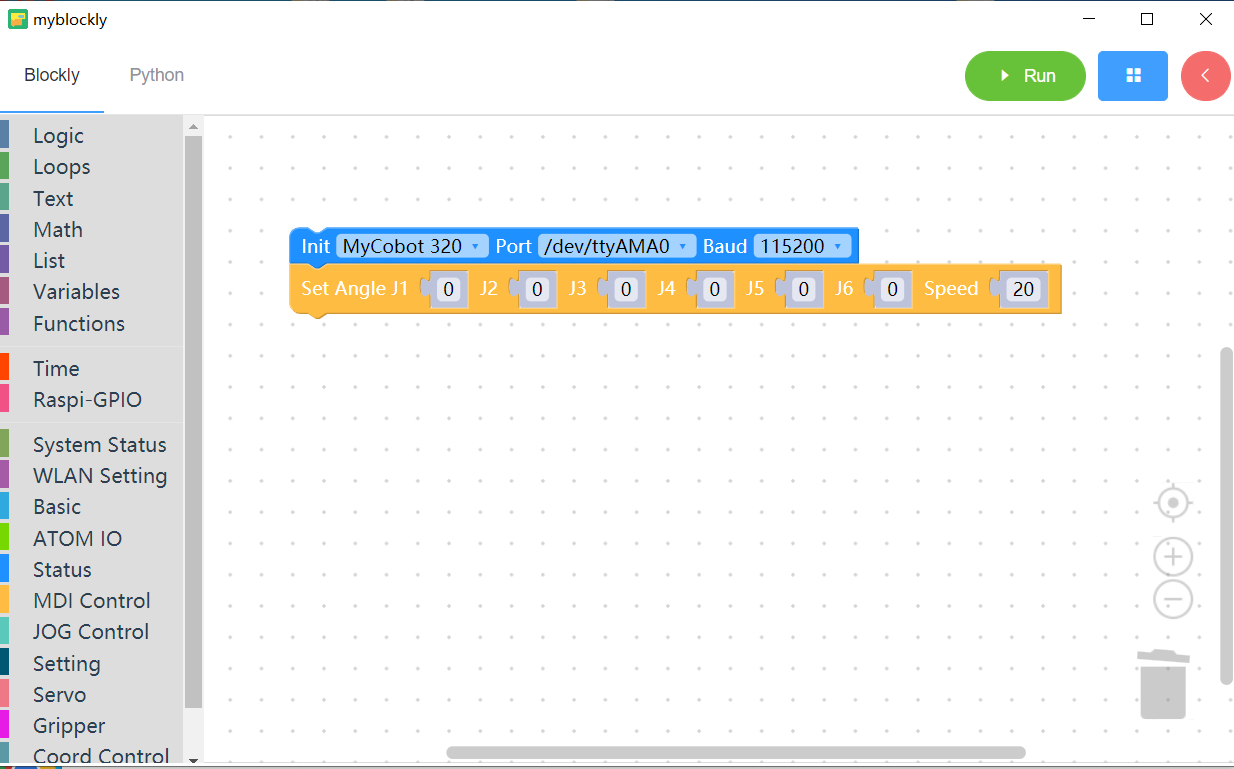 myblockly
Blockly Python Run
Logic
Loops
Text
Math
List
Variables
Functions
Time
Raspi-GPIO
System Status
WLAN Setting
Basic
ATOM IO
Status
MDI Control
JOG Control
Setting
Servo
Gripper
Coord Control
Init MyCobot 320 Port /dev/ttyAMA0 Baud 115200
Set Angle J1 0 J2 0 J3 0 J4 0 J5 0 J6 0 Speed 20